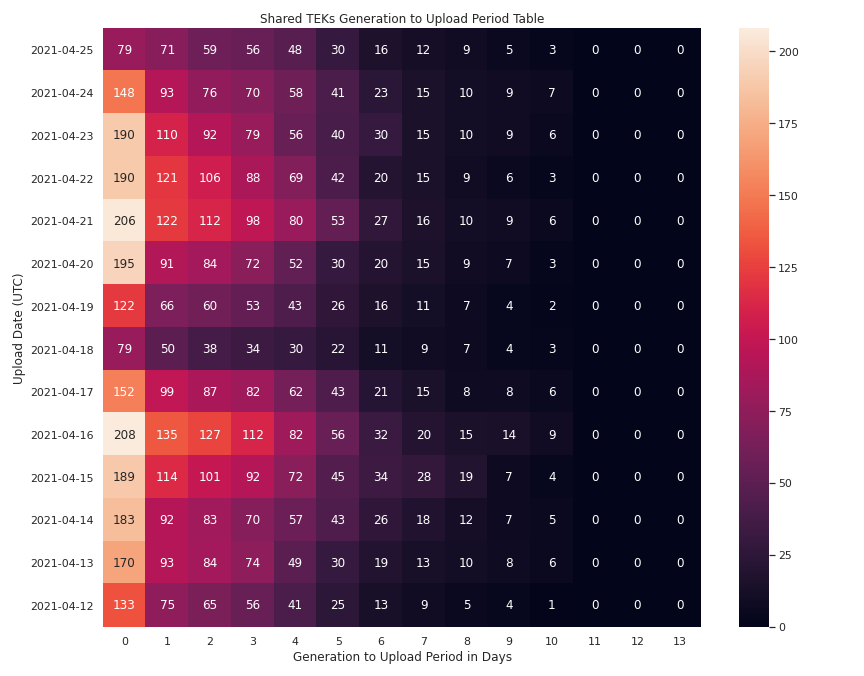 Shared TEKs Generation to Upload Period Table
Upload Date (UTC)
2021-04-25 79 71 59 56 48 30 16 12 9 5 3 0 0 0
2021-04-24 148 93 76 70 58 41 23 15 10 9 7 0 0 0
2021-04-23 190 110 92 79 56 40 30 15 10 9 6 0 0 0
2021-04-22 190 121 106 88 69 42 20 15 9 6 3 0 0 0
2021-04-21 206 122 112 98 80 53 27 16 10 9 6 0 0 0
2021-04-20 195 91 84 72 52 30 20 15 9 7 3 0 0 0
2021-04-19 122 66 60 53 43 26 16 11 7 4 2 0 0 0
2021-04-18 79 50 38 34 30 22 11 9 7 4 3 0 0 0
2021-04-17 152 99 87 82 62 43 21 15 8 8 6 0 0 0
2021-04-16 208 135 127 112 82 56 32 20 15 14 9 0 0 0
2021-04-15 189 114 101 92 72 45 34 28 19 7 4 0 0 0
2021-04-14 183 92 83 70 57 43 26 18 12 7 5 0 0 0
2021-04-13 170 93 84 74 49 30 19 13 10 8 6 0 0 0
2021-04-12 133 75 65 56 41 25 13 9 5 4 1 0 0 0
0 1 2 3 4 5 6 7 8 9 10 11 12 13
Generation to Upload Period in Days
200
175
150
125
100
75
50
25
0